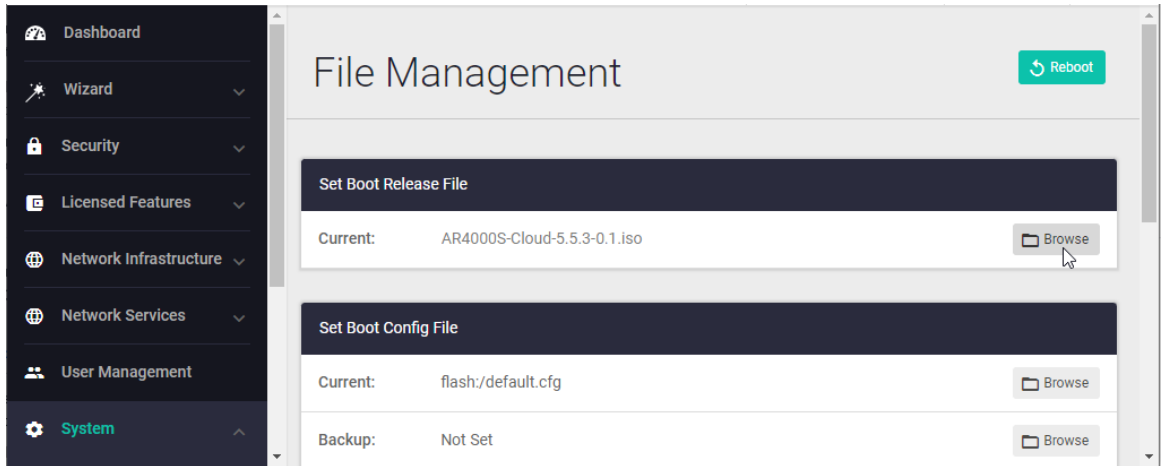 Dashboard
Wizard
Security
Licensed Features
Network Infrastructure
Network Services
User Management
System
File Management
Reboot
Set Boot Release File
Current: AR4000S-Cloud-5.5.3-0.1.iso Browse
Set Boot Config File
Current: flash:/default.cfg Browse
Backup: Not Set Browse